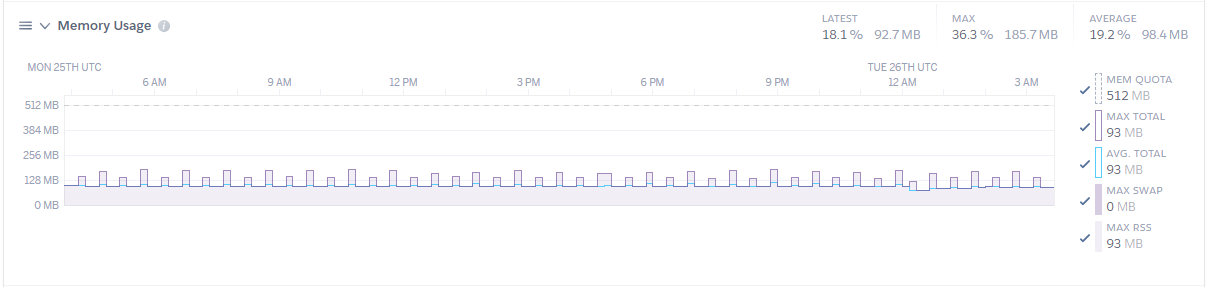 Memory Usage
LATEST
18.1 % 92.7 MB
MAX
36.3 % 185.7 MB
AVERAGE
19.2 % 98.4 MB
MON 25TH UTC
TUE 26TH UTC
6 AM
9 AM
12 PM
3 PM
6 PM
9 PM
12 AM
3 AM
512 MB
384 MB
256 MB
128 MB
0 MB
MEM QUOTA
512 MB
MAX TOTAL
93 MB
AVG. TOTAL
93 MB
MAX SWAP
0 MB
MAX RSS
93 MB